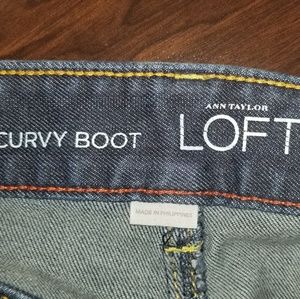 CURVY BOOT
ANN TAYLOR
LOFT
MADE IN PHILIPPINES